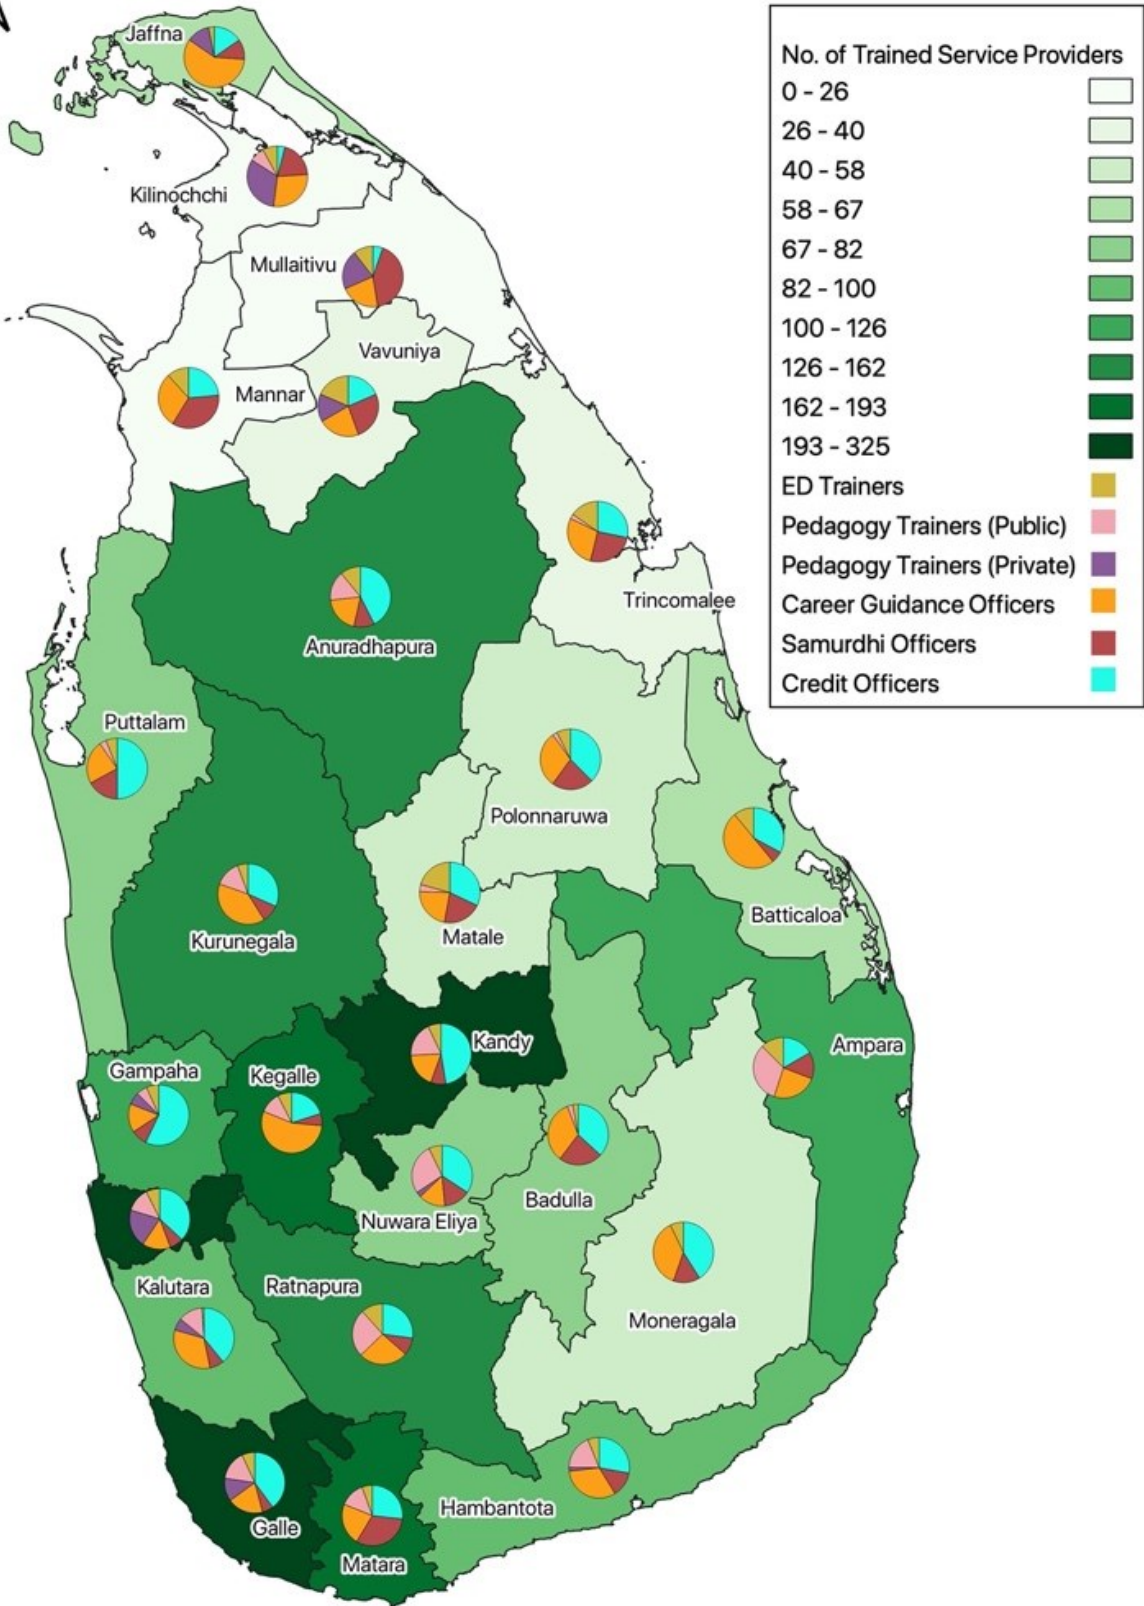 No. of Trained Service Providers
0 - 26
26 - 40
40 - 58
58 - 67
67 - 82
82 - 100
100 - 126
126 - 162
162 - 193
193 - 325
ED Trainers
Pedagogy Trainers (Public)
Pedagogy Trainers (Private)
Career Guidance Officers
Samurdhi Officers
Credit Officers
Jaffna
Kilinochchi
Mullaitivu
Vavuniya
Mannar
Trincomalee
Anuradhapura
Puttalam
Polonnaruwa
Batticaloa
Kurunegala
Matale
Kandy
Ampara
Gampaha
Kegalle
Badulla
Nuwara Eliya
Kalutara
Ratnapura
Moneragala
Hambantota
Galle
Matara